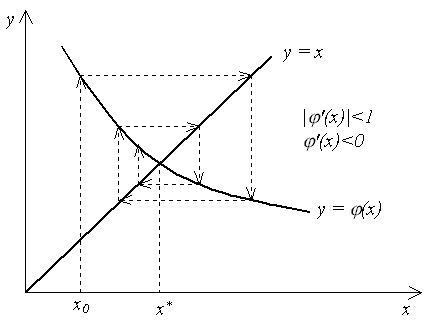 y
y = x
|φ'(x)|<1
φ'(x)<0
y = φ(x)
x₀
x*
x